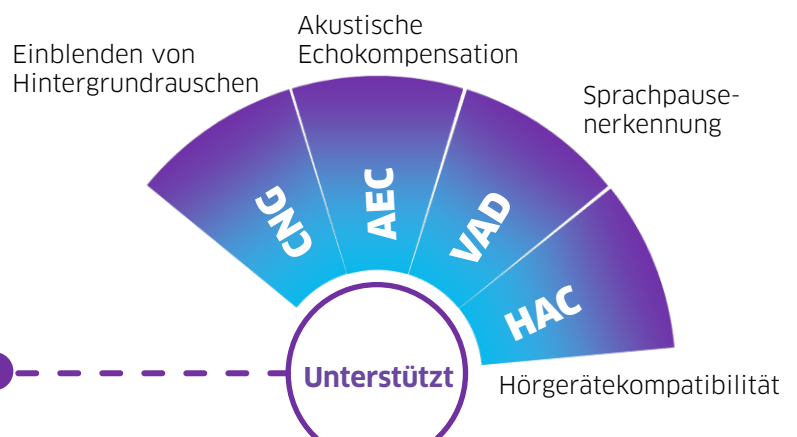 Akustische
Echokompensation
Einblenden von
Hintergrundrauschen
Sprachpause-
nerkennung
CNG
AEC
VAD
HAC
Unterstützt
Hörgerätekompatibilität